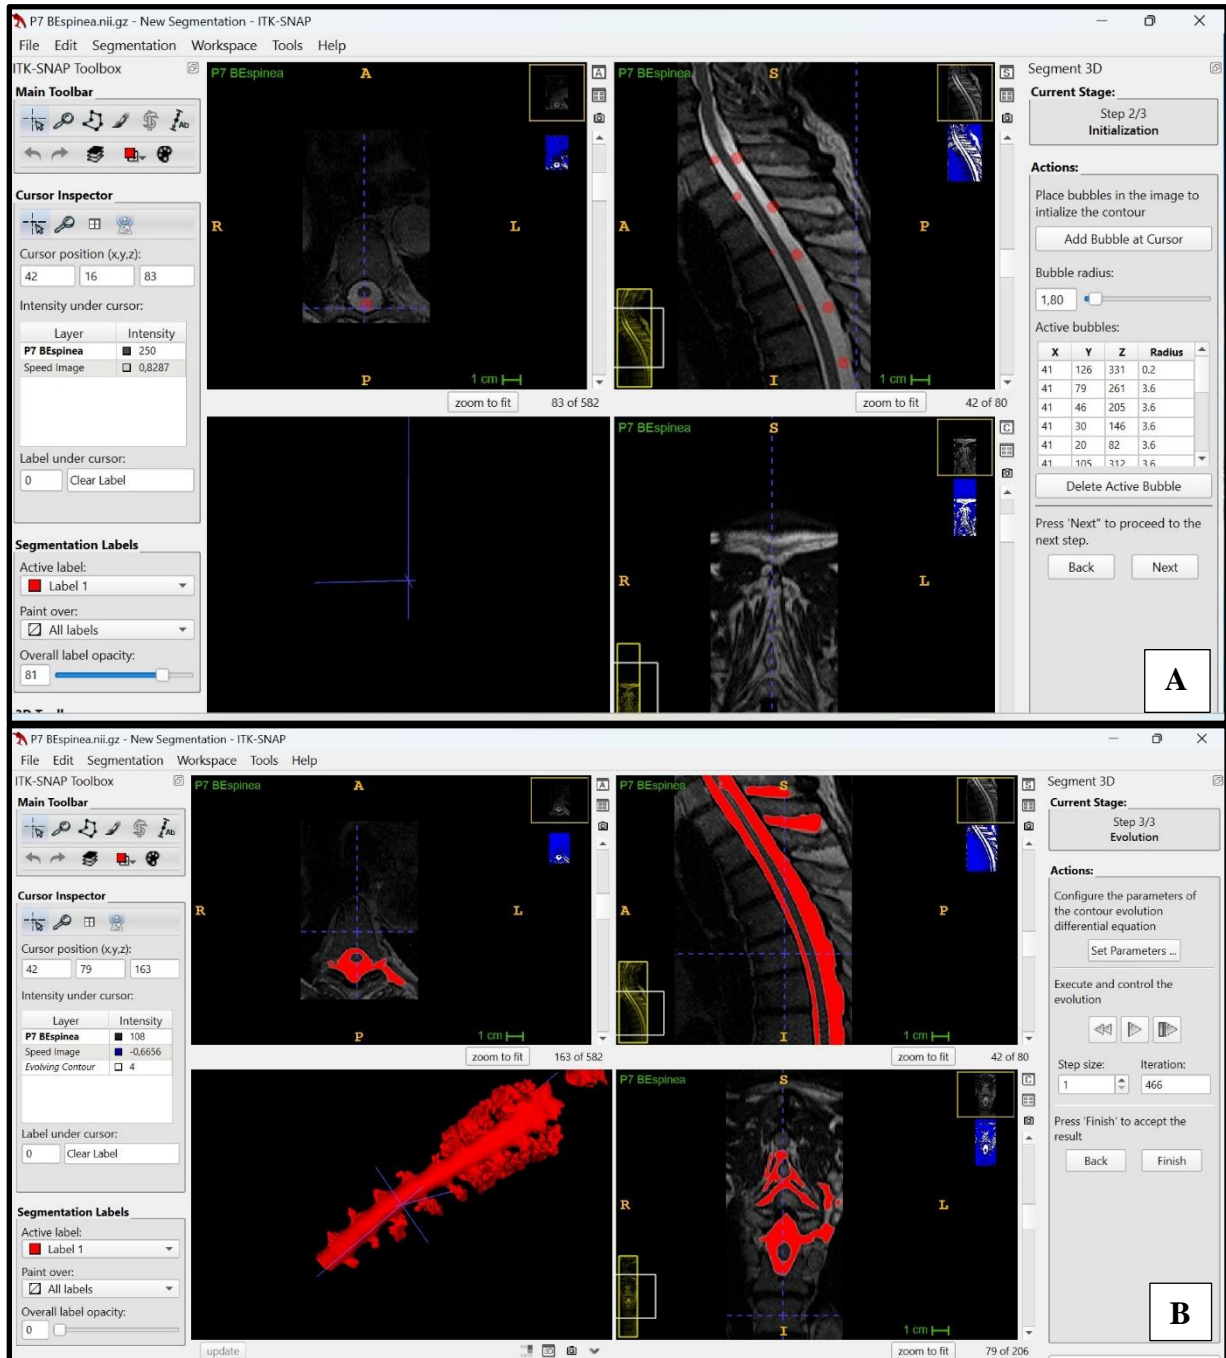 P7 BEspinea.nii.gz - New Segmentation - ITK-SNAP
File Edit Segmentation Workspace Tools Help
ITK-SNAP Toolbox
Main Toolbar
Cursor Inspector
Cursor position (x,y,z):
42 16 83
Intensity under cursor:
Layer Intensity
P7 BEspinea 250
Speed Image 0,8287
Label under cursor:
0 Clear Label
Segmentation Labels
Active label:
Label 1
Paint over:
All labels
Overall label opacity:
81
P7 BEspinea
A
R
L
P
1 cm
zoom to fit 83 of 582
A
P7 BEspinea
S
A
P
I
1 cm
zoom to fit 42 of 80
S
P7 BEspinea
S
R
L
C
Segment 3D
Current Stage:
Step 2/3
Initialization
Actions:
Place bubbles in the image to
intialize the contour
Add Bubble at Cursor
Bubble radius:
1,80
Active bubbles:
X Y Z Radius
41 126 331 0.2
41 79 261 3.6
41 46 205 3.6
41 30 146 3.6
41 20 82 3.6
41 105 312 3.6
Delete Active Bubble
Press 'Next" to proceed to the
next step.
Back Next
A
P7 BEspinea.nii.gz - New Segmentation - ITK-SNAP
File Edit Segmentation Workspace Tools Help
ITK-SNAP Toolbox
Main Toolbar
Cursor Inspector
Cursor position (x,y,z):
42 79 163
Intensity under cursor:
Layer Intensity
P7 BEspinea 108
Speed Image -0,6656
Evolving Contour 4
Label under cursor:
0 Clear Label
Segmentation Labels
Active label:
Label 1
Paint over:
All labels
Overall label opacity:
0
P7 BEspinea
A
R
L
P
1 cm
zoom to fit 163 of 582
A
P7 BEspinea
S
A
P
I
1 cm
zoom to fit 42 of 80
S
update
3D
P7 BEspinea
S
R
L
I
1 cm
zoom to fit 79 of 206
C
Segment 3D
Current Stage:
Step 3/3
Evolution
Actions:
Configure the parameters of
the contour evolution
differential equation
Set Parameters ...
Execute and control the
evolution
Step size: Iteration:
1 466
Press 'Finish' to accept the
result
Back Finish
B